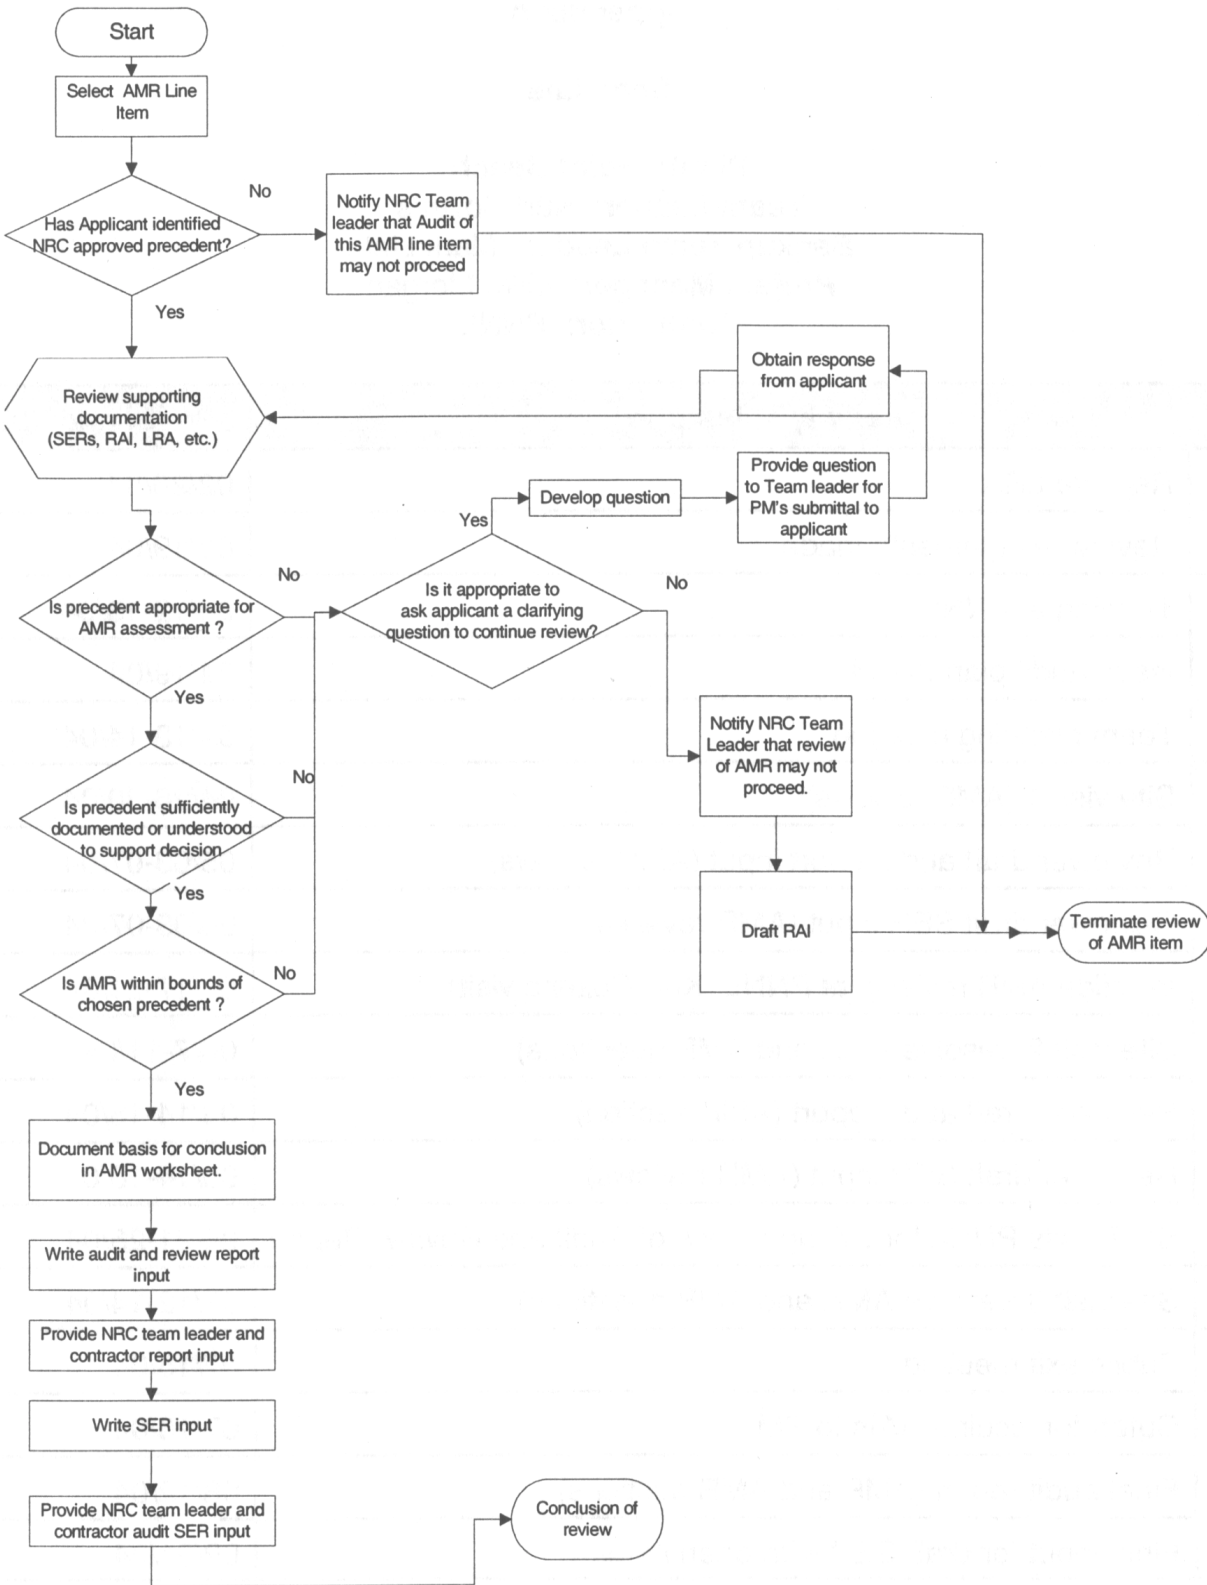 Start
Select AMR Line
Item
Has Applicant identified
NRC approved precedent?
No
Notify NRC Team
leader that Audit of
this AMR line item
may not proceed
Yes
Review supporting
documentation
(SERs, RAI, LRA, etc.)
Obtain response
from applicant
Provide question
to Team leader for
PM's submittal to
applicant
Develop question
Yes
Is it appropriate to
ask applicant a clarifying
question to continue review?
No
Is precedent appropriate for
AMR assessment ?
No
Yes
Notify NRC Team
Leader that review
of AMR may not
proceed.
Is precedent sufficiently
documented or understood
to support decision
No
Yes
Draft RAI
Terminate review
of AMR item
Is AMR within bounds of
chosen precedent ?
No
Yes
Document basis for conclusion
in AMR worksheet.
Write audit and review report
input
Provide NRC team leader and
contractor report input
Write SER input
Provide NRC team leader and
contractor audit SER input
Conclusion of
review